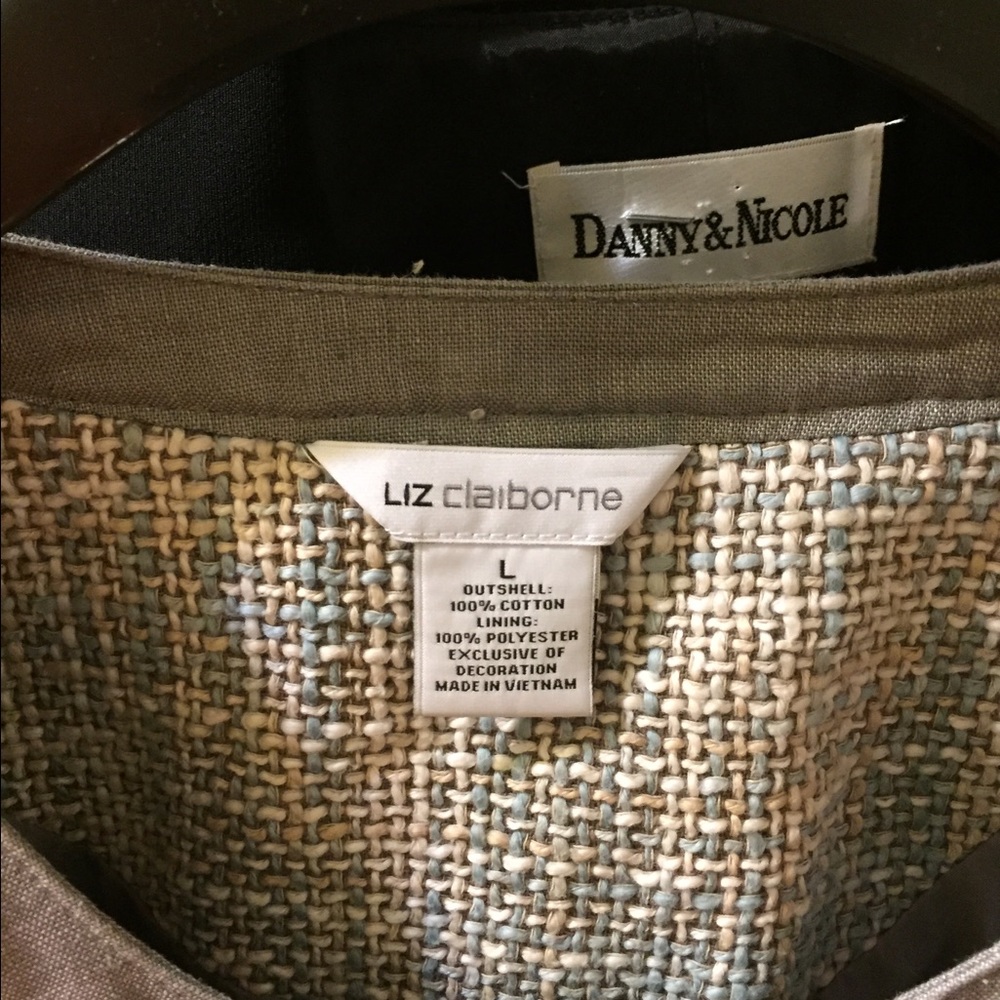 DANNY&NICOLE
LIZ claiborne
L
OUTSHELL:
100% COTTON
LINING:
100% POLYESTER
EXCLUSIVE OF
DECORATION
MADE IN VIETNAM